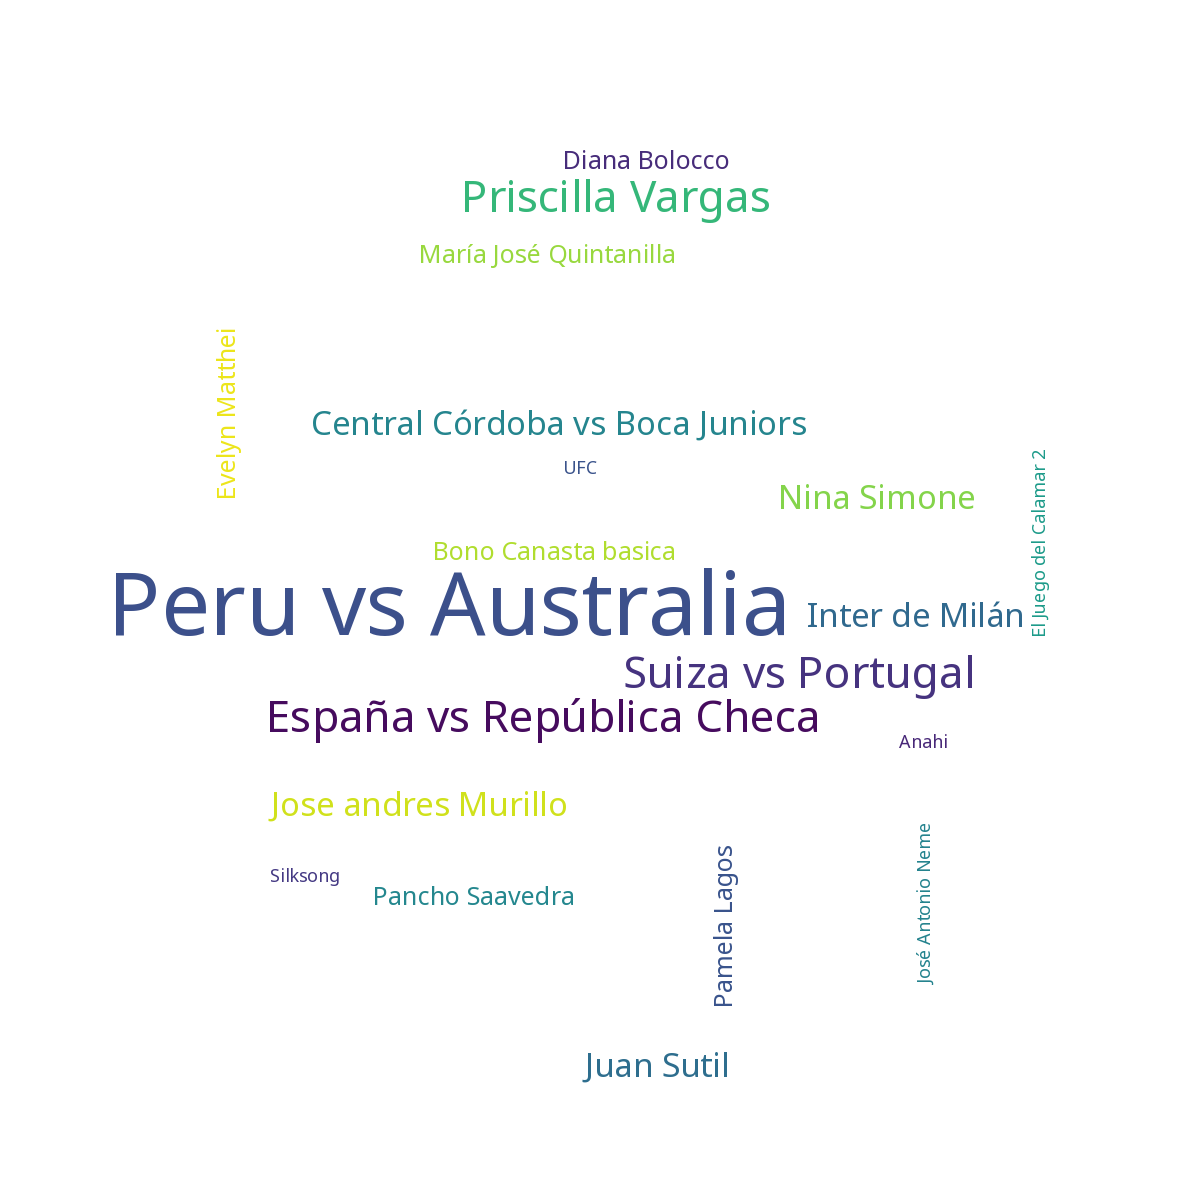 Diana Bolocco
Priscilla Vargas
María José Quintanilla
Evelyn Matthei
Central Córdoba vs Boca Juniors
UFC
Nina Simone
El Juego del Calamar 2
Bono Canasta basica
Peru vs Australia
Inter de Milán
Suiza vs Portugal
España vs República Checa
Anahi
Jose andres Murillo
Silksong
Pancho Saavedra
Pamela Lagos
José Antonio Neme
Juan Sutil